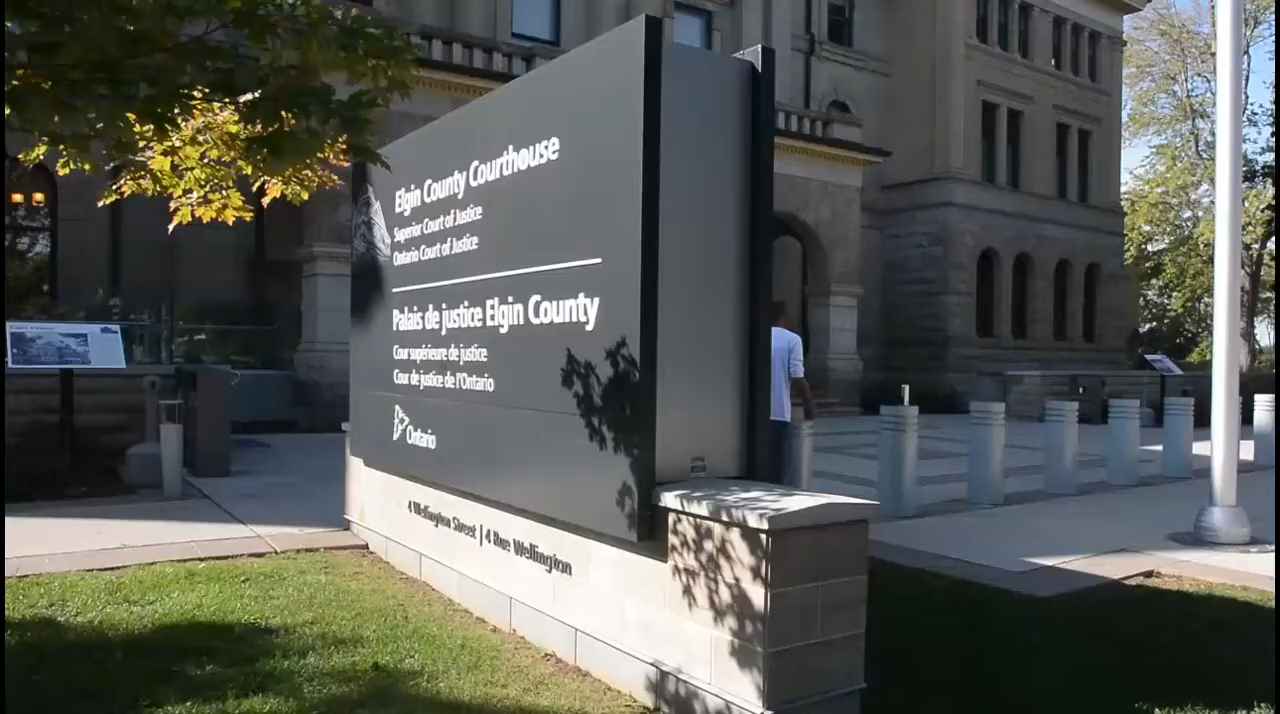 Elgin County Courthouse
Superior Court of Justice
Ontario Court of Justice
Palais de justice Elgin County
Cour supérieure de justice
Cour de justice de l'Ontario
Ontario
4 Wellington Street | 4 Rue Wellington